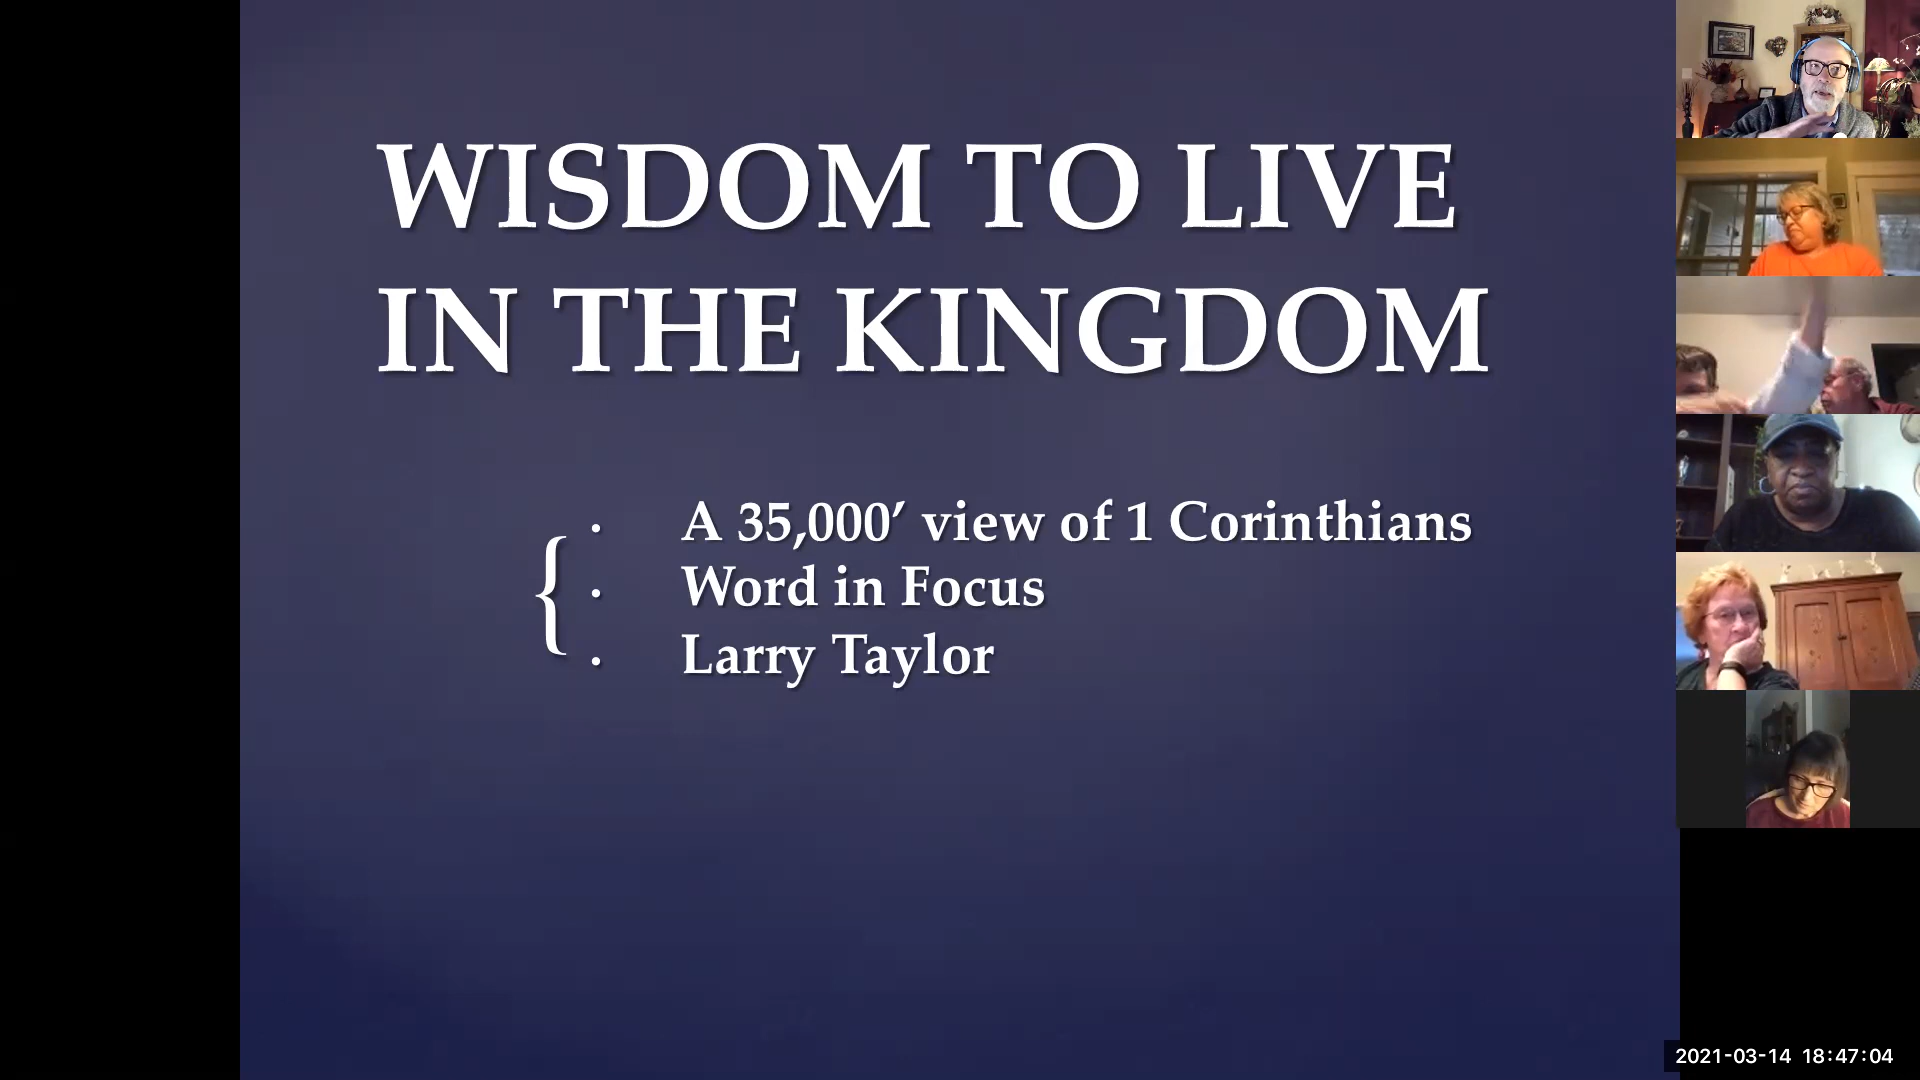 WISDOM TO LIVE
IN THE KINGDOM
{
· A 35,000’ view of 1 Corinthians
· Word in Focus
· Larry Taylor
2021-03-14 18:47:04